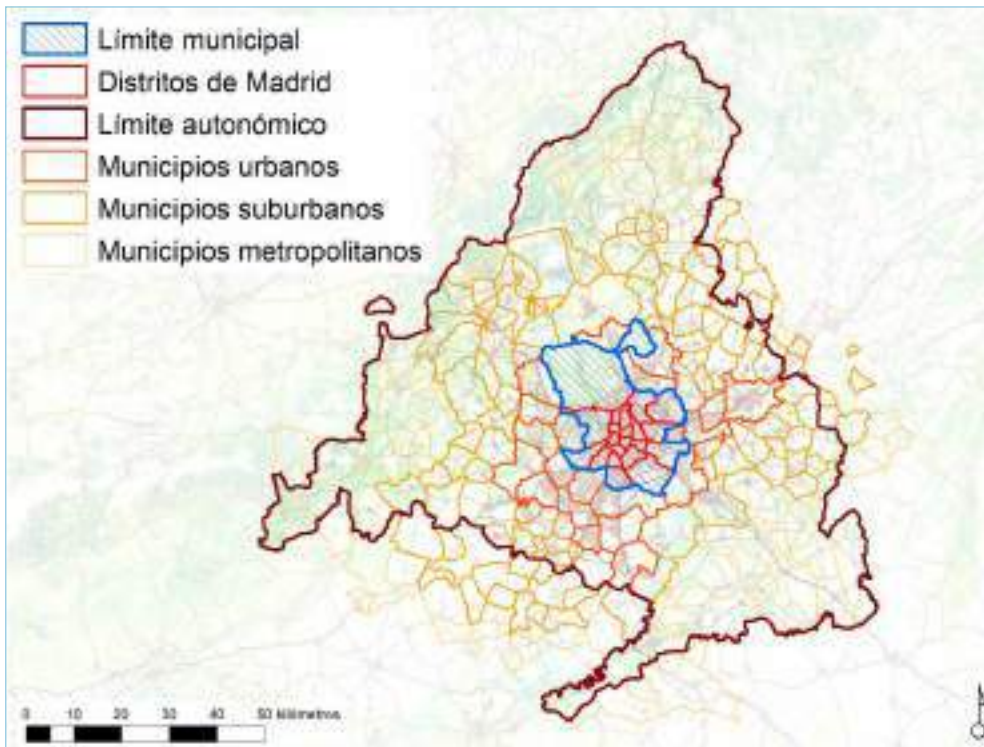 Límite municipal
Distritos de Madrid
Límite autonómico
Municipios urbanos
Municipios suburbanos
Municipios metropolitanos
0 10 20 30 40 50 kilómetros